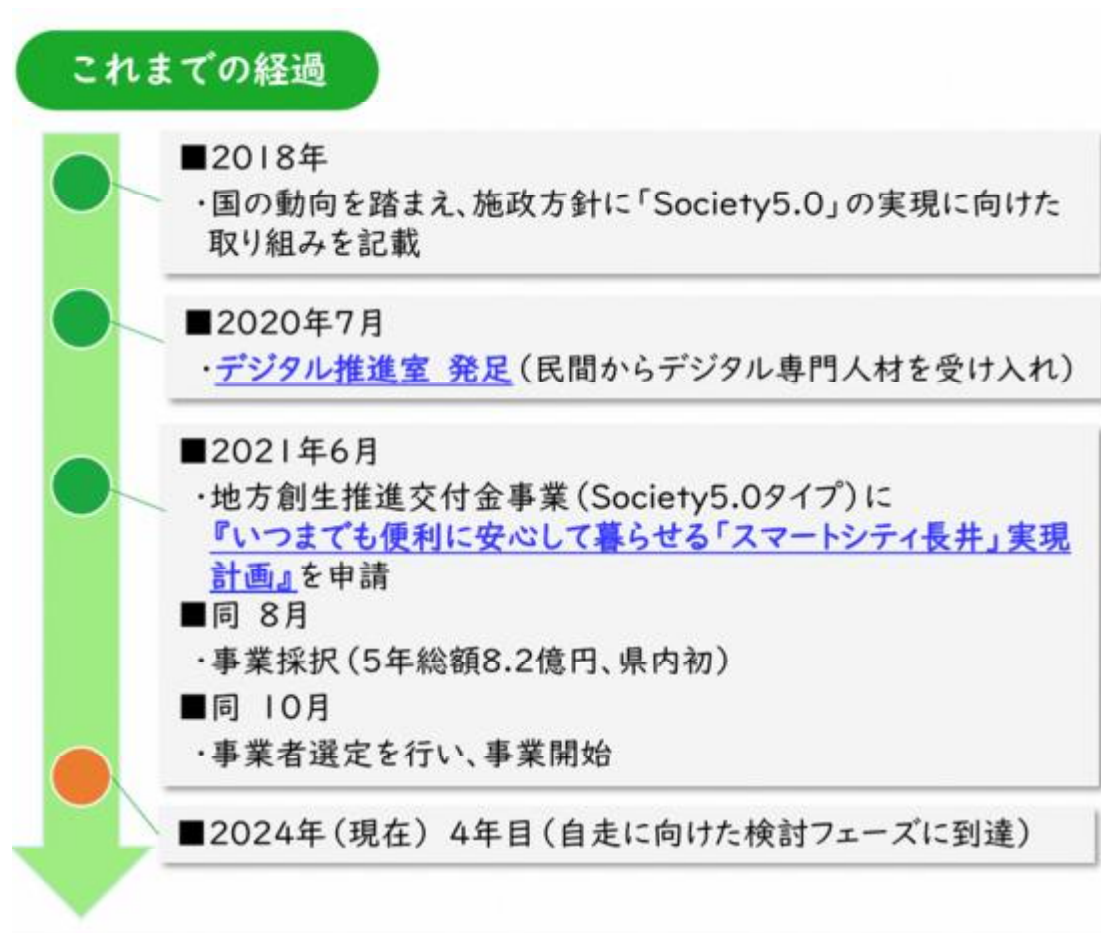 これまでの経過
■2018年
・国の動向を踏まえ、施政方針に「Society5.0」の実現に向けた
取り組みを記載
■2020年7月
・デジタル推進室 発足(民間からデジタル専門人材を受け入れ)
■2021年6月
・地方創生推進交付金事業(Society5.0タイプ)に
『いつまでも便利に安心して暮らせる「スマートシティ長井」実現
計画』を申請
■同 8月
・事業採択(5年総額8.2億円、県内初)
■同 10月
・事業者選定を行い、事業開始
■2024年(現在) 4年目(自走に向けた検討フェーズに到達)